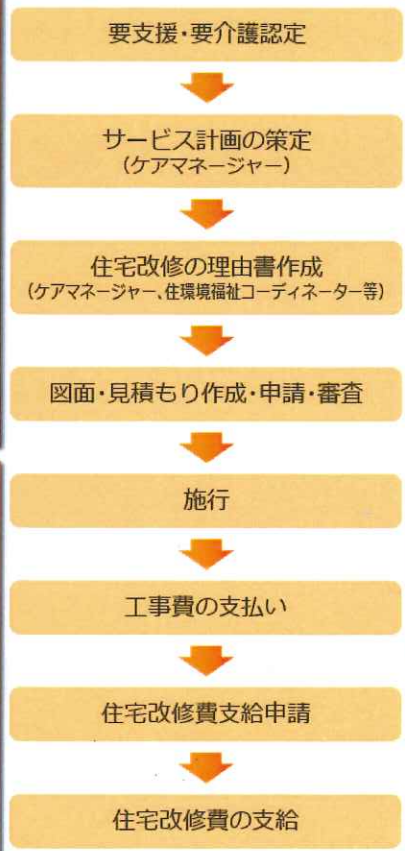 要支援・要介護認定
サービス計画の策定
(ケアマネージャー)
住宅改修の理由書作成
(ケアマネージャー、住環境福祉コーディネーター等)
図面・見積もり作成・申請・審査
施行
工事費の支払い
住宅改修費支給申請
住宅改修費の支給